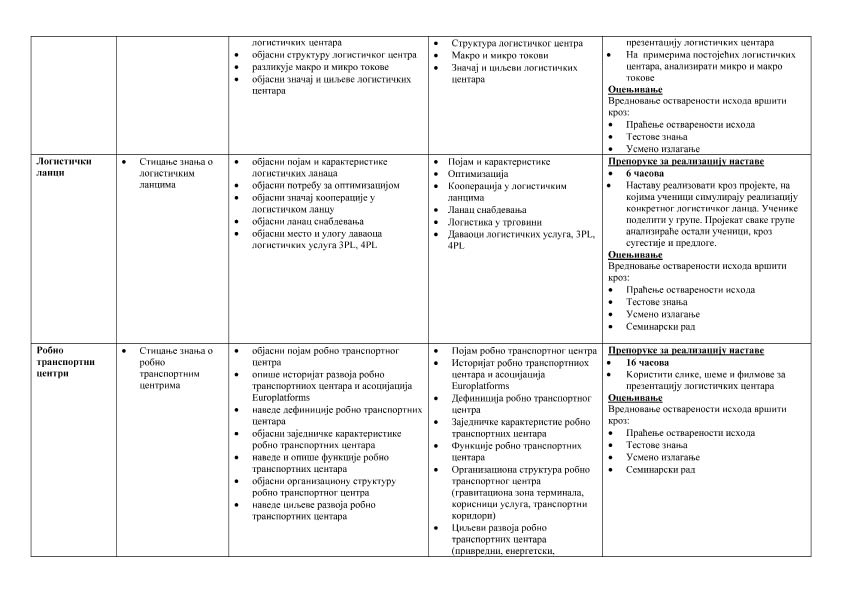 логистичких центара
објасни структуру логистичког центра
разликује макро и микро токове
објасни значај и циљеве логистичких
центара
Структура логистичког центра
Макро и микро токови
Значај и циљеви логистичких
центара
презентацију логистичких центара
На примерима постојећих логистичких
центара, анализирати микро и макро
токове
Оцењивање
Вредновање остварености исхода вршити
кроз:
Праћење остварености исхода
Тестове знања
Усмено излагање
Логистички
ланци
Стицање знања о
логистичким
ланцима
објасни појам и карактеристике
логистичких ланаца
објасни потребу за оптимизацијом
објасни значај кооперације у
логистичком ланцу
објасни ланац снабдевања
објасни место и улогу даваоца
логистичких услуга 3PL, 4PL
Појам и карактеристике
Оптимизација
Кооперација у логистичким
ланцима
Ланац снабдевања
Логистика у трговини
Даваоци логистичких услуга, 3PL,
4PL
Препоруке за реализацију наставе
6 часова
Наставу реализовати кроз пројекте, на
којима ученици симулирају реализацију
конкретног логистичког ланца. Ученике
поделити у групе. Пројекат сваке групе
анализираће остали ученици, кроз
сугестије и предлоге.
Оцењивање
Вредновање остварености исхода вршити
кроз:
Праћење остварености исхода
Тестове знања
Усмено излагање
Семинарски рад
Робно
транспортни
центри
Стицање знања о
робно
транспортним
центрима
објасни појам робно транспортног
центра
опише историјат развоја робно
транспортниох центара и асоцијација
Europlatforms
наведе дефиниције робно транспортних
центара
објасни заједничке карактеристике
робно транспортних центара
наведе и опише функције робно
транспортних центара
објасни организациону структуру
робно транспортног центра
наведе циљеве развоја робно
транспортних центара
Појам робно транспортног центра
Историјат робно транспортниох
центара и асоцијација
Europlatforms
Дефиниција робно транспортног
центра
Заједничке карактеристие робно
транспортних центара
Функције робно транспортних
центара
Организациона структура робно
транспортног центра
(гравитациона зона терминала,
корисници услуга, транспортни
коридори)
Циљеви развоја робно
транспортних центара
(привредни, енергетски,
Препоруке за реализацију наставе
16 часова
Користити слике, шеме и филмове за
презентацију логистичких центара
Оцењивање
Вредновање остварености исхода вршити
кроз:
Праћење остварености исхода
Тестове знања
Усмено излагање
Семинарски рад